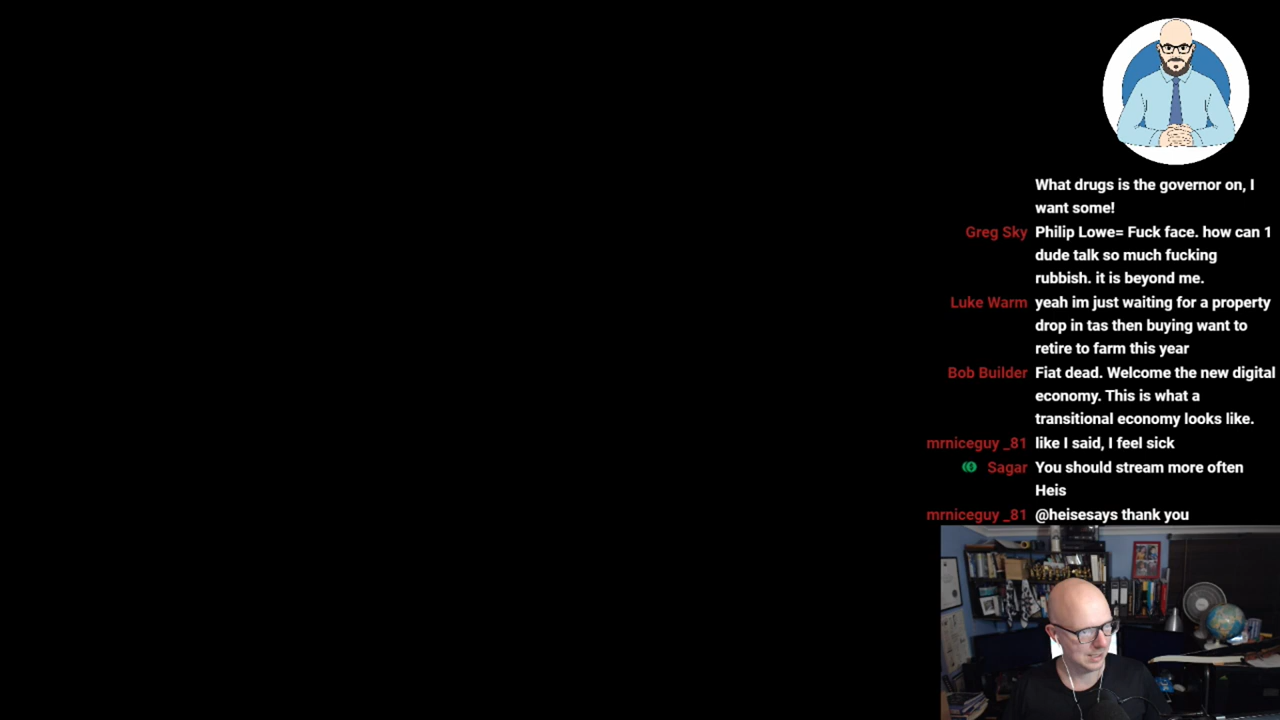 What drugs is the governor on, I
want some!
Greg Sky Philip Lowe= Fuck face. how can 1
dude talk so much fucking
rubbish. it is beyond me.
Luke Warm yeah im just waiting for a property
drop in tas then buying want to
retire to farm this year
Bob Builder Fiat dead. Welcome the new digital
economy. This is what a
transitional economy looks like.
mrniceguy _81 like I said, I feel sick
Sagar You should stream more often
Heis
mrniceguy _81 @heisesays thank you